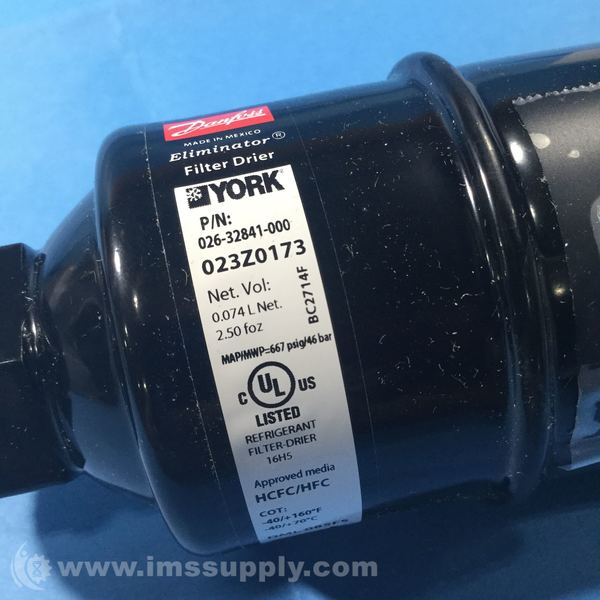 Danfoss
MADE IN MEXICO
Eliminator®
Filter Drier
YORK®
P/N:
026-32841-000
023Z0173
Net. Vol:
0.074 L Net.
2.50 foz
BC2714F
MAP/MWP=667 psig/46 bar
C UL® US
LISTED
REFRIGERANT
FILTER-DRIER
16H5
Approved media
HCFC/HFC
COT:
-40/+160°F
-40/+70°C
www.imssupply.com